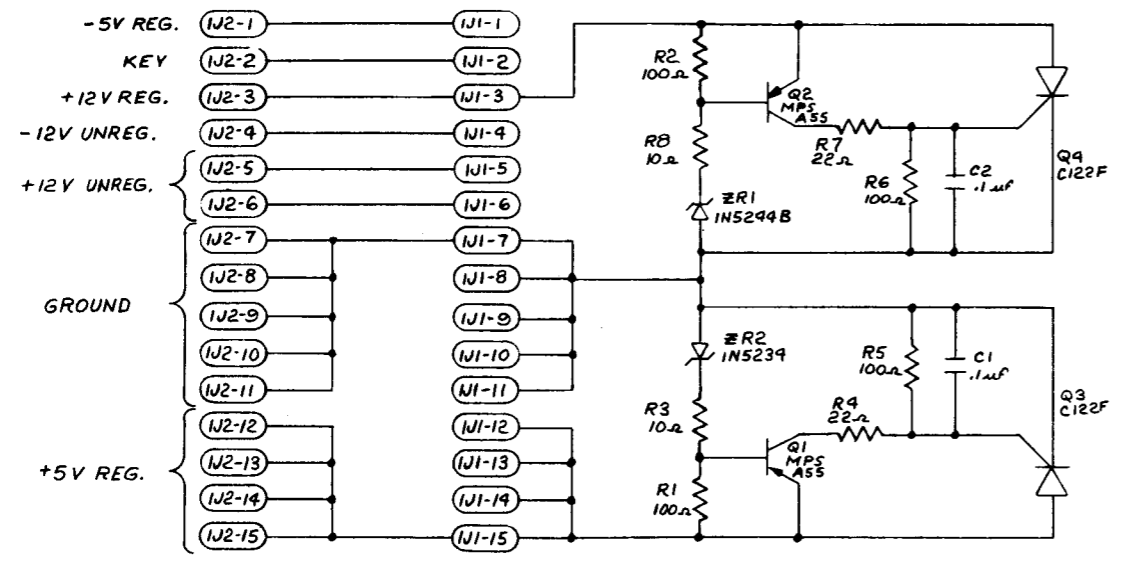 -5V REG. 1J2-1 1J1-1
KEY 1J2-2 1J1-2
+12V REG. 1J2-3 1J1-3
-12V UNREG. 1J2-4 1J1-4
+12V UNREG. 1J2-5 1J1-5
1J2-6 1J1-6
GROUND 1J2-7 1J1-7
1J2-8 1J1-8
1J2-9 1J1-9
1J2-10 1J1-10
1J2-11 1J1-11
+5V REG. 1J2-12 1J1-12
1J2-13 1J1-13
1J2-14 1J1-14
1J2-15 1J1-15
R2
100Ω
Q2
MPS
A55
R8
10Ω
R7
22Ω
R6
100Ω
C2
.1uf
Q4
C122F
ZR1
1N5244B
ZR2
1N5234
R5
100Ω
C1
.1uf
R3
10Ω
R4
22Ω
Q3
C122F
Q1
MPS
A55
R1
100Ω